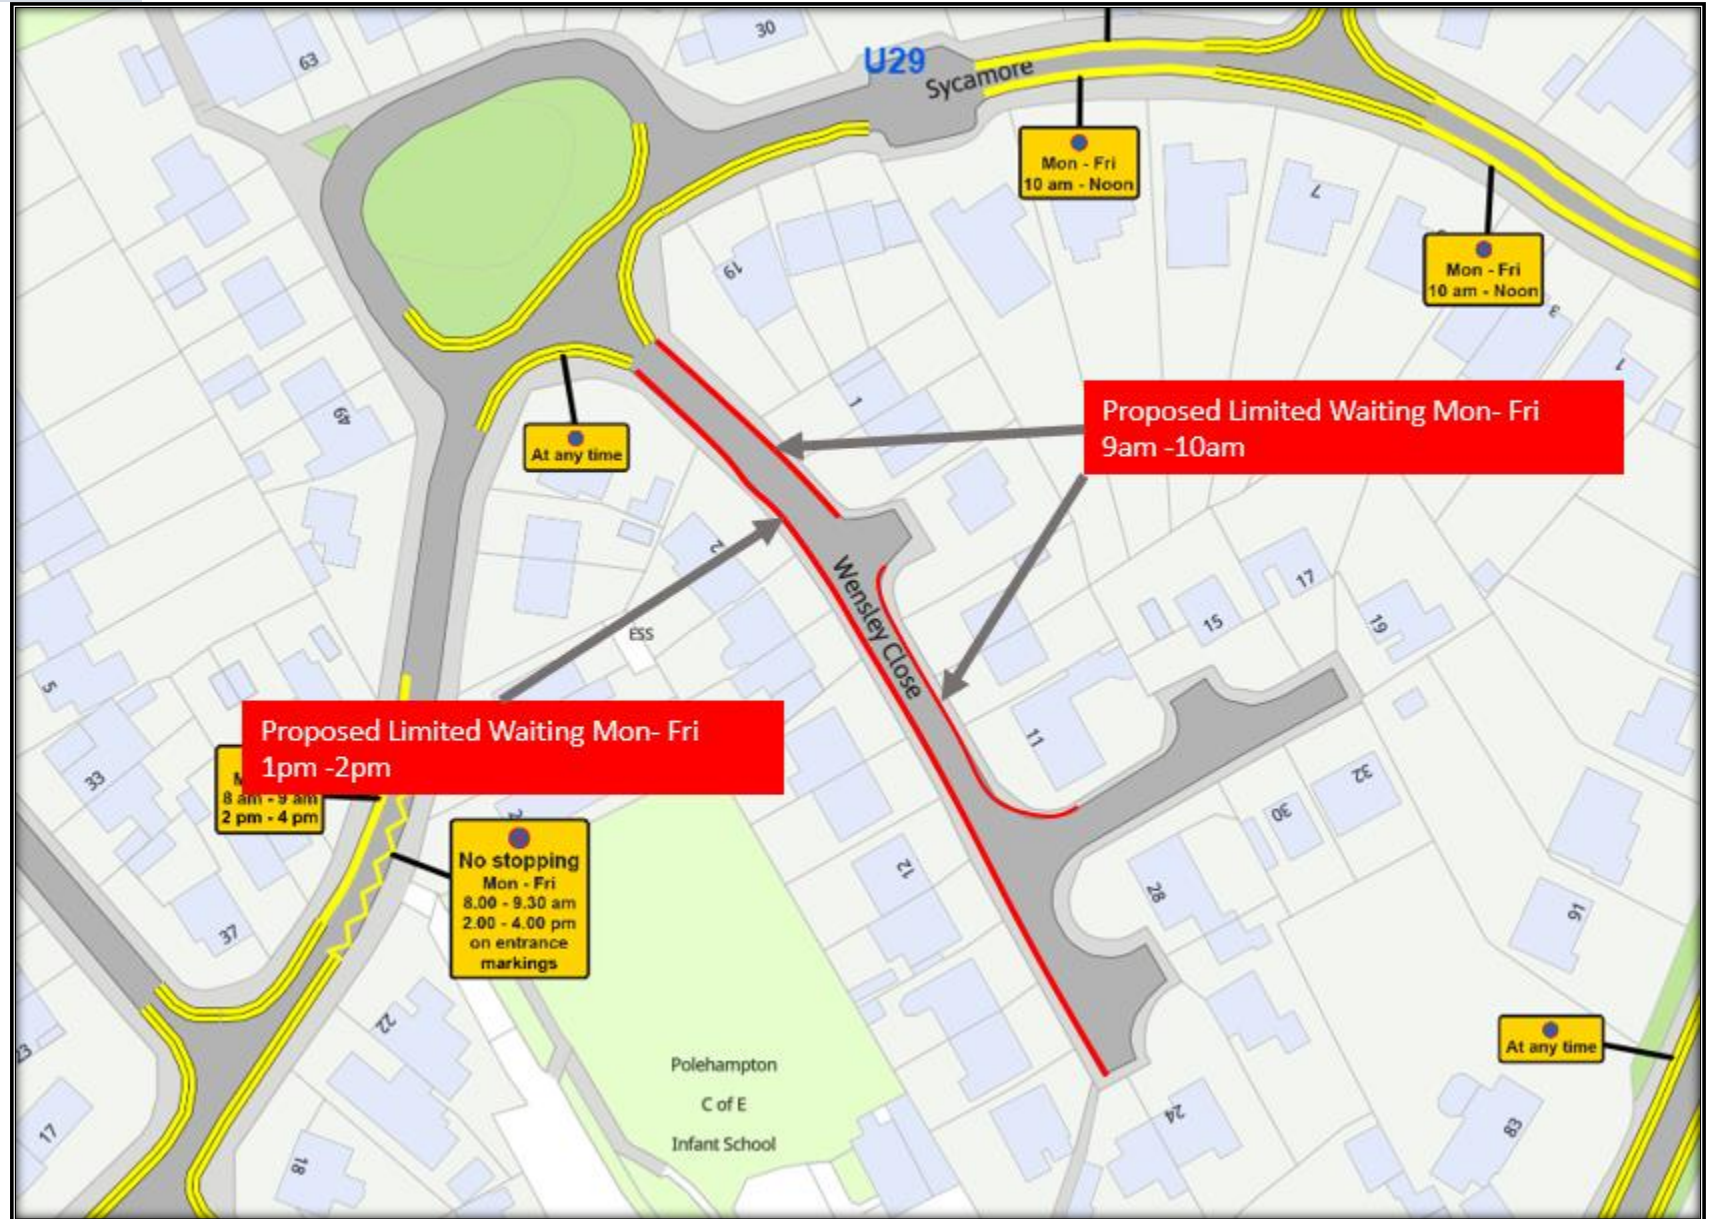 63
30
U29
Sycamore
Mon - Fri
10 am - Noon
7
Mon - Fri
10 am - Noon
3
1
19
49
1
At any time
Proposed Limited Waiting Mon- Fri
9am -10am
2
ESS
Wensley Close
17
15
19
5
11
Proposed Limited Waiting Mon- Fri
1pm -2pm
33
8 am - 9 am
2 pm - 4 pm
32
30
12
28
No stopping
Mon - Fri
8.00 - 9.30 am
2.00 - 4.00 pm
on entrance
markings
37
91
22
23
At any time
Polehampton
C of E
Infant School
24
83
17
18